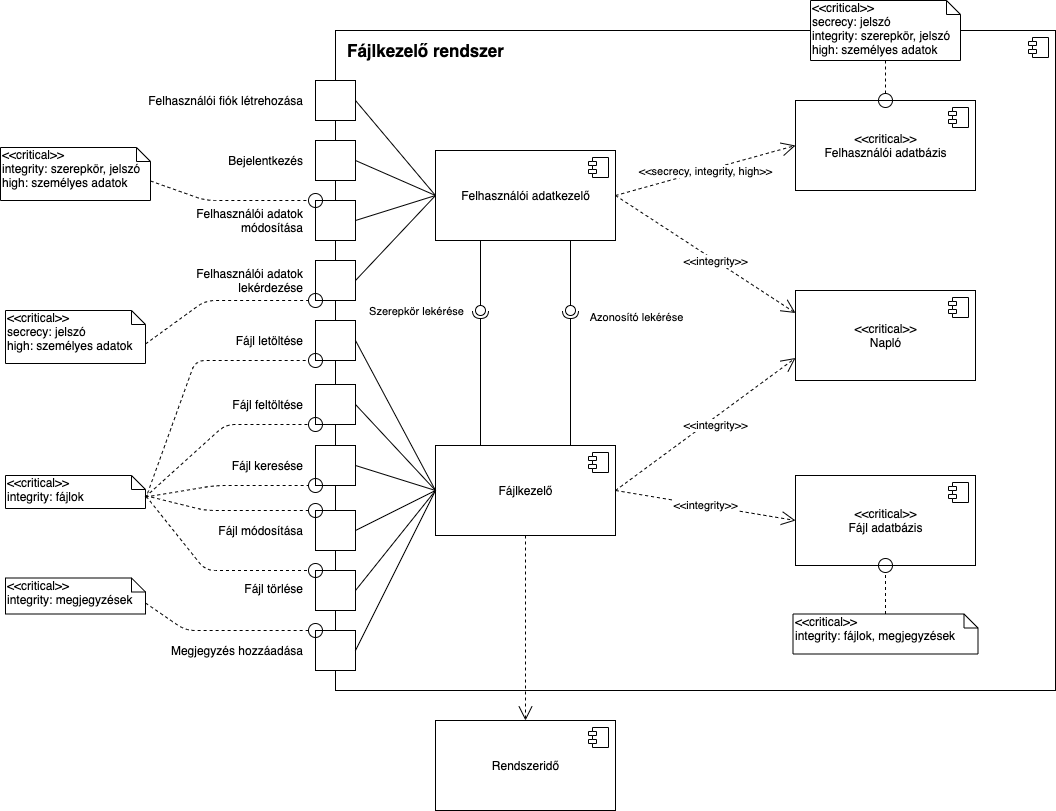 <<critical>>
secrecy: jelszó
integrity: szerepkör, jelszó
high: személyes adatok
Fájlkezelő rendszer
Felhasználói fiók létrehozása
Bejelentkezés
<<critical>>
integrity: szerepkör, jelszó
high: személyes adatok
Felhasználói adatok
módosítása
Felhasználói adatok
lekérdezése
<<critical>>
secrecy: jelszó
high: személyes adatok
Fájl letöltése
Fájl feltöltése
Fájl keresése
<<critical>>
integrity: fájlok
Fájl módosítása
Fájl törlése
<<critical>>
integrity: megjegyzések
Megjegyzés hozzáadása
Felhasználói adatkezelő
<<secrecy, integrity, high>>
<<critical>>
Felhasználói adatbázis
<<integrity>>
Szerepkör lekérése
Azonosító lekérése
<<critical>>
Napló
<<integrity>>
Fájlkezelő
<<integrity>>
<<critical>>
Fájl adatbázis
<<critical>>
integrity: fájlok, megjegyzések
Rendszeridő